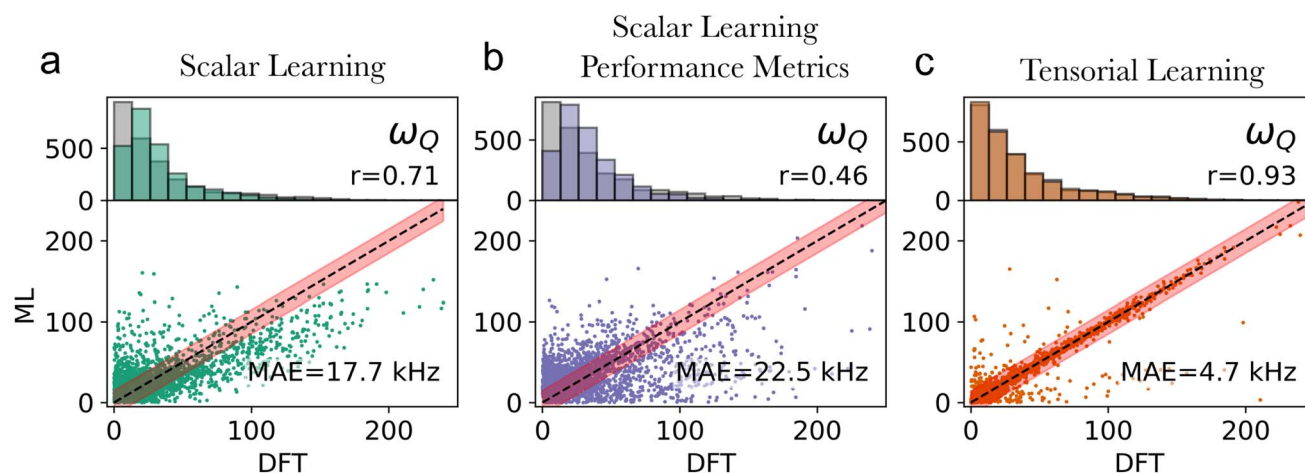 a
Scalar Learning
500
0
ω_Q
r=0.71
200
100
0
ML
MAE=17.7 kHz
0
100
200
DFT
b
Scalar Learning
Performance Metrics
500
0
ω_Q
r=0.46
200
100
0
MAE=22.5 kHz
0
100
200
DFT
c
Tensorial Learning
500
0
ω_Q
r=0.93
200
100
0
MAE=4.7 kHz
0
100
200
DFT